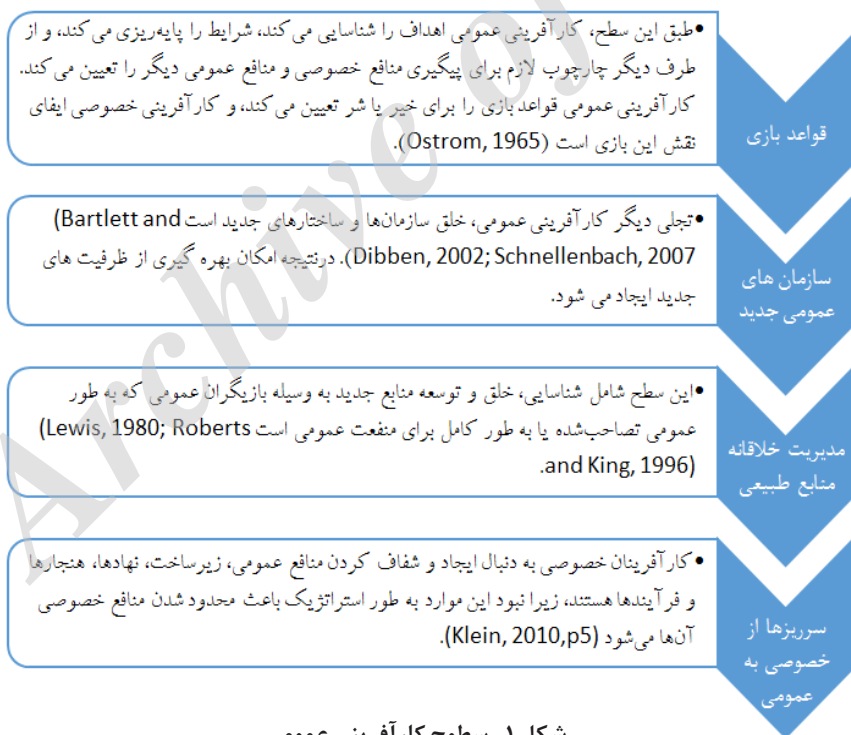 •طبق این سطح، کارآفرینی عمومی اهداف را شناسایی می کند، شرایط را پایه‌ریزی می کند، و از
طرف دیگر چارچوب لازم برای پیگیری منافع خصوصی و منافع عمومی دیگر را تعیین می کند.
کارآفرینی عمومی قواعد بازی را برای خیر یا شر تعیین می کند، و کارآفرینی خصوصی ایفای
نقش این بازی است (Ostrom, 1965).
قواعد بازی
•تجلی دیگر کارآفرینی عمومی، خلق سازمان‌ها و ساختارهای جدید است Bartlett and)
Dibben, 2002; Schnellenbach, 2007). درنتیجه امکان بهره گیری از ظرفیت های
جدید ایجاد می شود.
سازمان های
عمومی جدید
•این سطح شامل شناسایی، خلق و توسعه منابع جدید به وسیله بازیگران عمومی که به طور
عمومی تصاحب‌شده یا به طور کامل برای منفعت عمومی است Lewis, 1980; Roberts)
and King, 1996).
مدیریت خلاقانه
منابع طبیعی
•کارآفرینان خصوصی به دنبال ایجاد و شفاف کردن منافع عمومی، زیرساخت، نهادها، هنجارها
و فرآیندها هستند، زیرا نبود این موارد به طور استراتژیک باعث محدود شدن منافع خصوصی
آن‌ها می‌شود (Klein, 2010,p5).
سرریزها از
خصوصی به
عمومی
Archive of